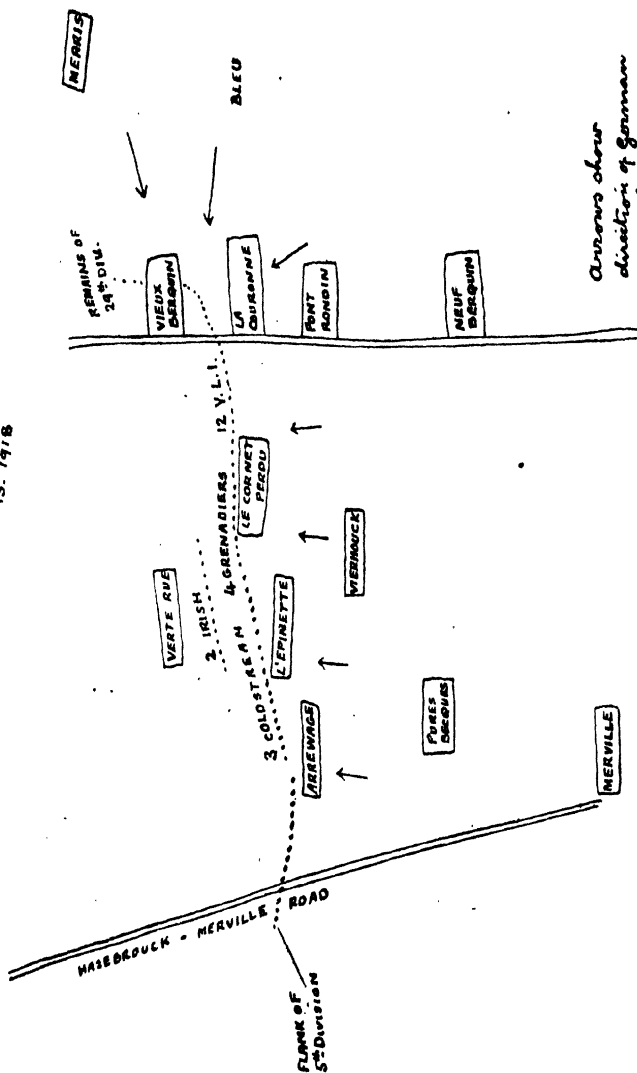 13. 1918
MEARIS
BLEU
REMAINS OF
29th DIV.
VIEUX
BERQUIN
LA
COURONNE
PONT
RONDIN
NEUF
BERQUIN
12 Y.L.I.
4 GRENADIERS
LE CORNET
PERDU
VERTE RUE
2 IRISH
3 COLDSTREAM
L'EPINETTE
VIERHOUCK
ARREWAGE
PURES
BECQUES
MERVILLE
HAZEBROUCK - MERVILLE ROAD
FLANK OF
5th DIVISION
Arrows show
direction of German